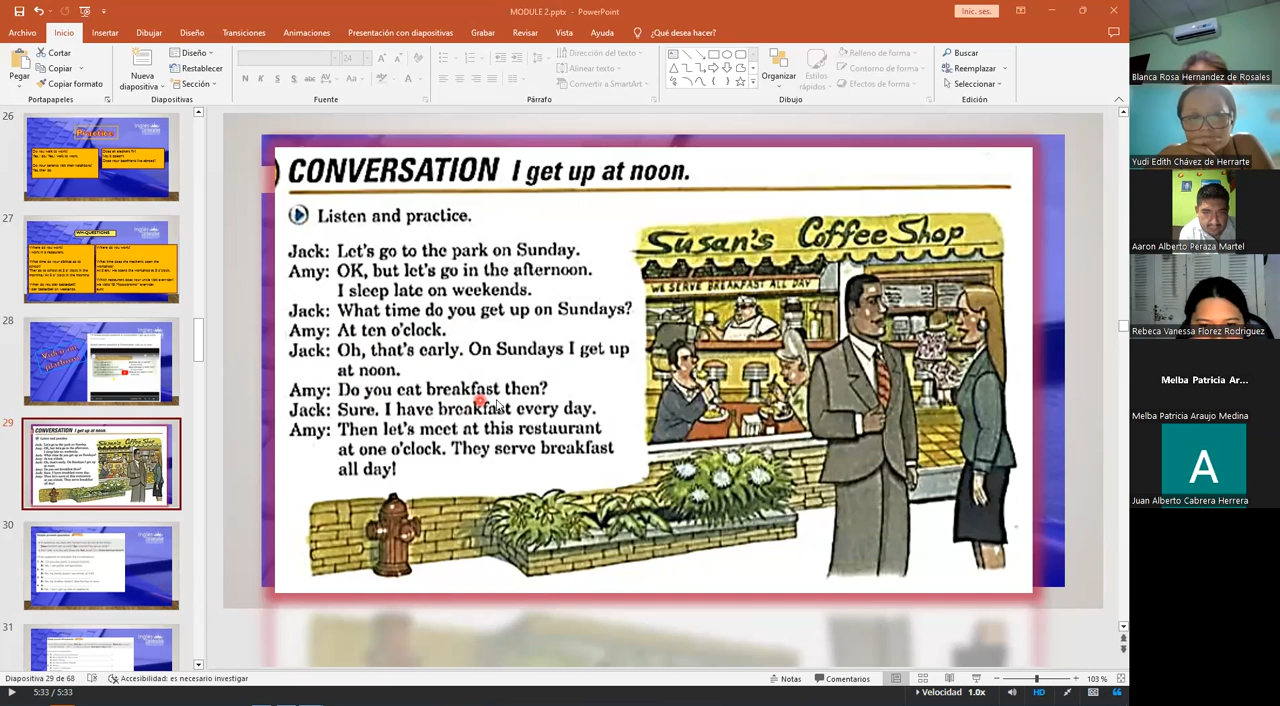 MODULE 2.pptx - PowerPoint
Inic. ses.
Archivo Inicio Insertar Dibujar Diseño Transiciones Animaciones Presentación con diapositivas Grabar Revisar Vista Ayuda ¿Qué desea hacer?
Pegar
Cortar
Copiar
Copiar formato
Portapapeles
Nueva diapositiva
Diseño
Restablecer
Sección
Diapositivas
24
Fuente
Dirección del texto
Alinear texto
Convertir a SmartArt
Párrafo
Organizar
Estilos rápidos
Relleno de forma
Contorno de forma
Efectos de forma
Dibujo
Buscar
Reemplazar
Seleccionar
Edición
26
Practice
27
WH-QUESTIONS
28
29
30
31
CONVERSATION I get up at noon.
Listen and practice.
Jack: Let's go to the park on Sunday.
Amy: OK, but let's go in the afternoon.
I sleep late on weekends.
Jack: What time do you get up on Sundays?
Amy: At ten o'clock.
Jack: Oh, that's early. On Sundays I get up
at noon.
Amy: Do you eat breakfast then?
Jack: Sure. I have breakfast every day.
Amy: Then let's meet at this restaurant
at one o'clock. They serve breakfast
all day!
Susan's Coffee Shop
WE SERVE BREAKFAST ALL DAY
Blanca Rosa Hernandez de Rosales
Yudi Edith Chávez de Herrarte
Aaron Alberto Peraza Martel
Rebeca Vanessa Florez Rodriguez
Melba Patricia Ar...
Melba Patricia Araujo Medina
A
Juan Alberto Cabrera Herrera
Diapositiva 29 de 68
Accesibilidad: es necesario investigar
Notas
Comentarios
103 %
5:33 / 5:33
Velocidad 1.0x
HD